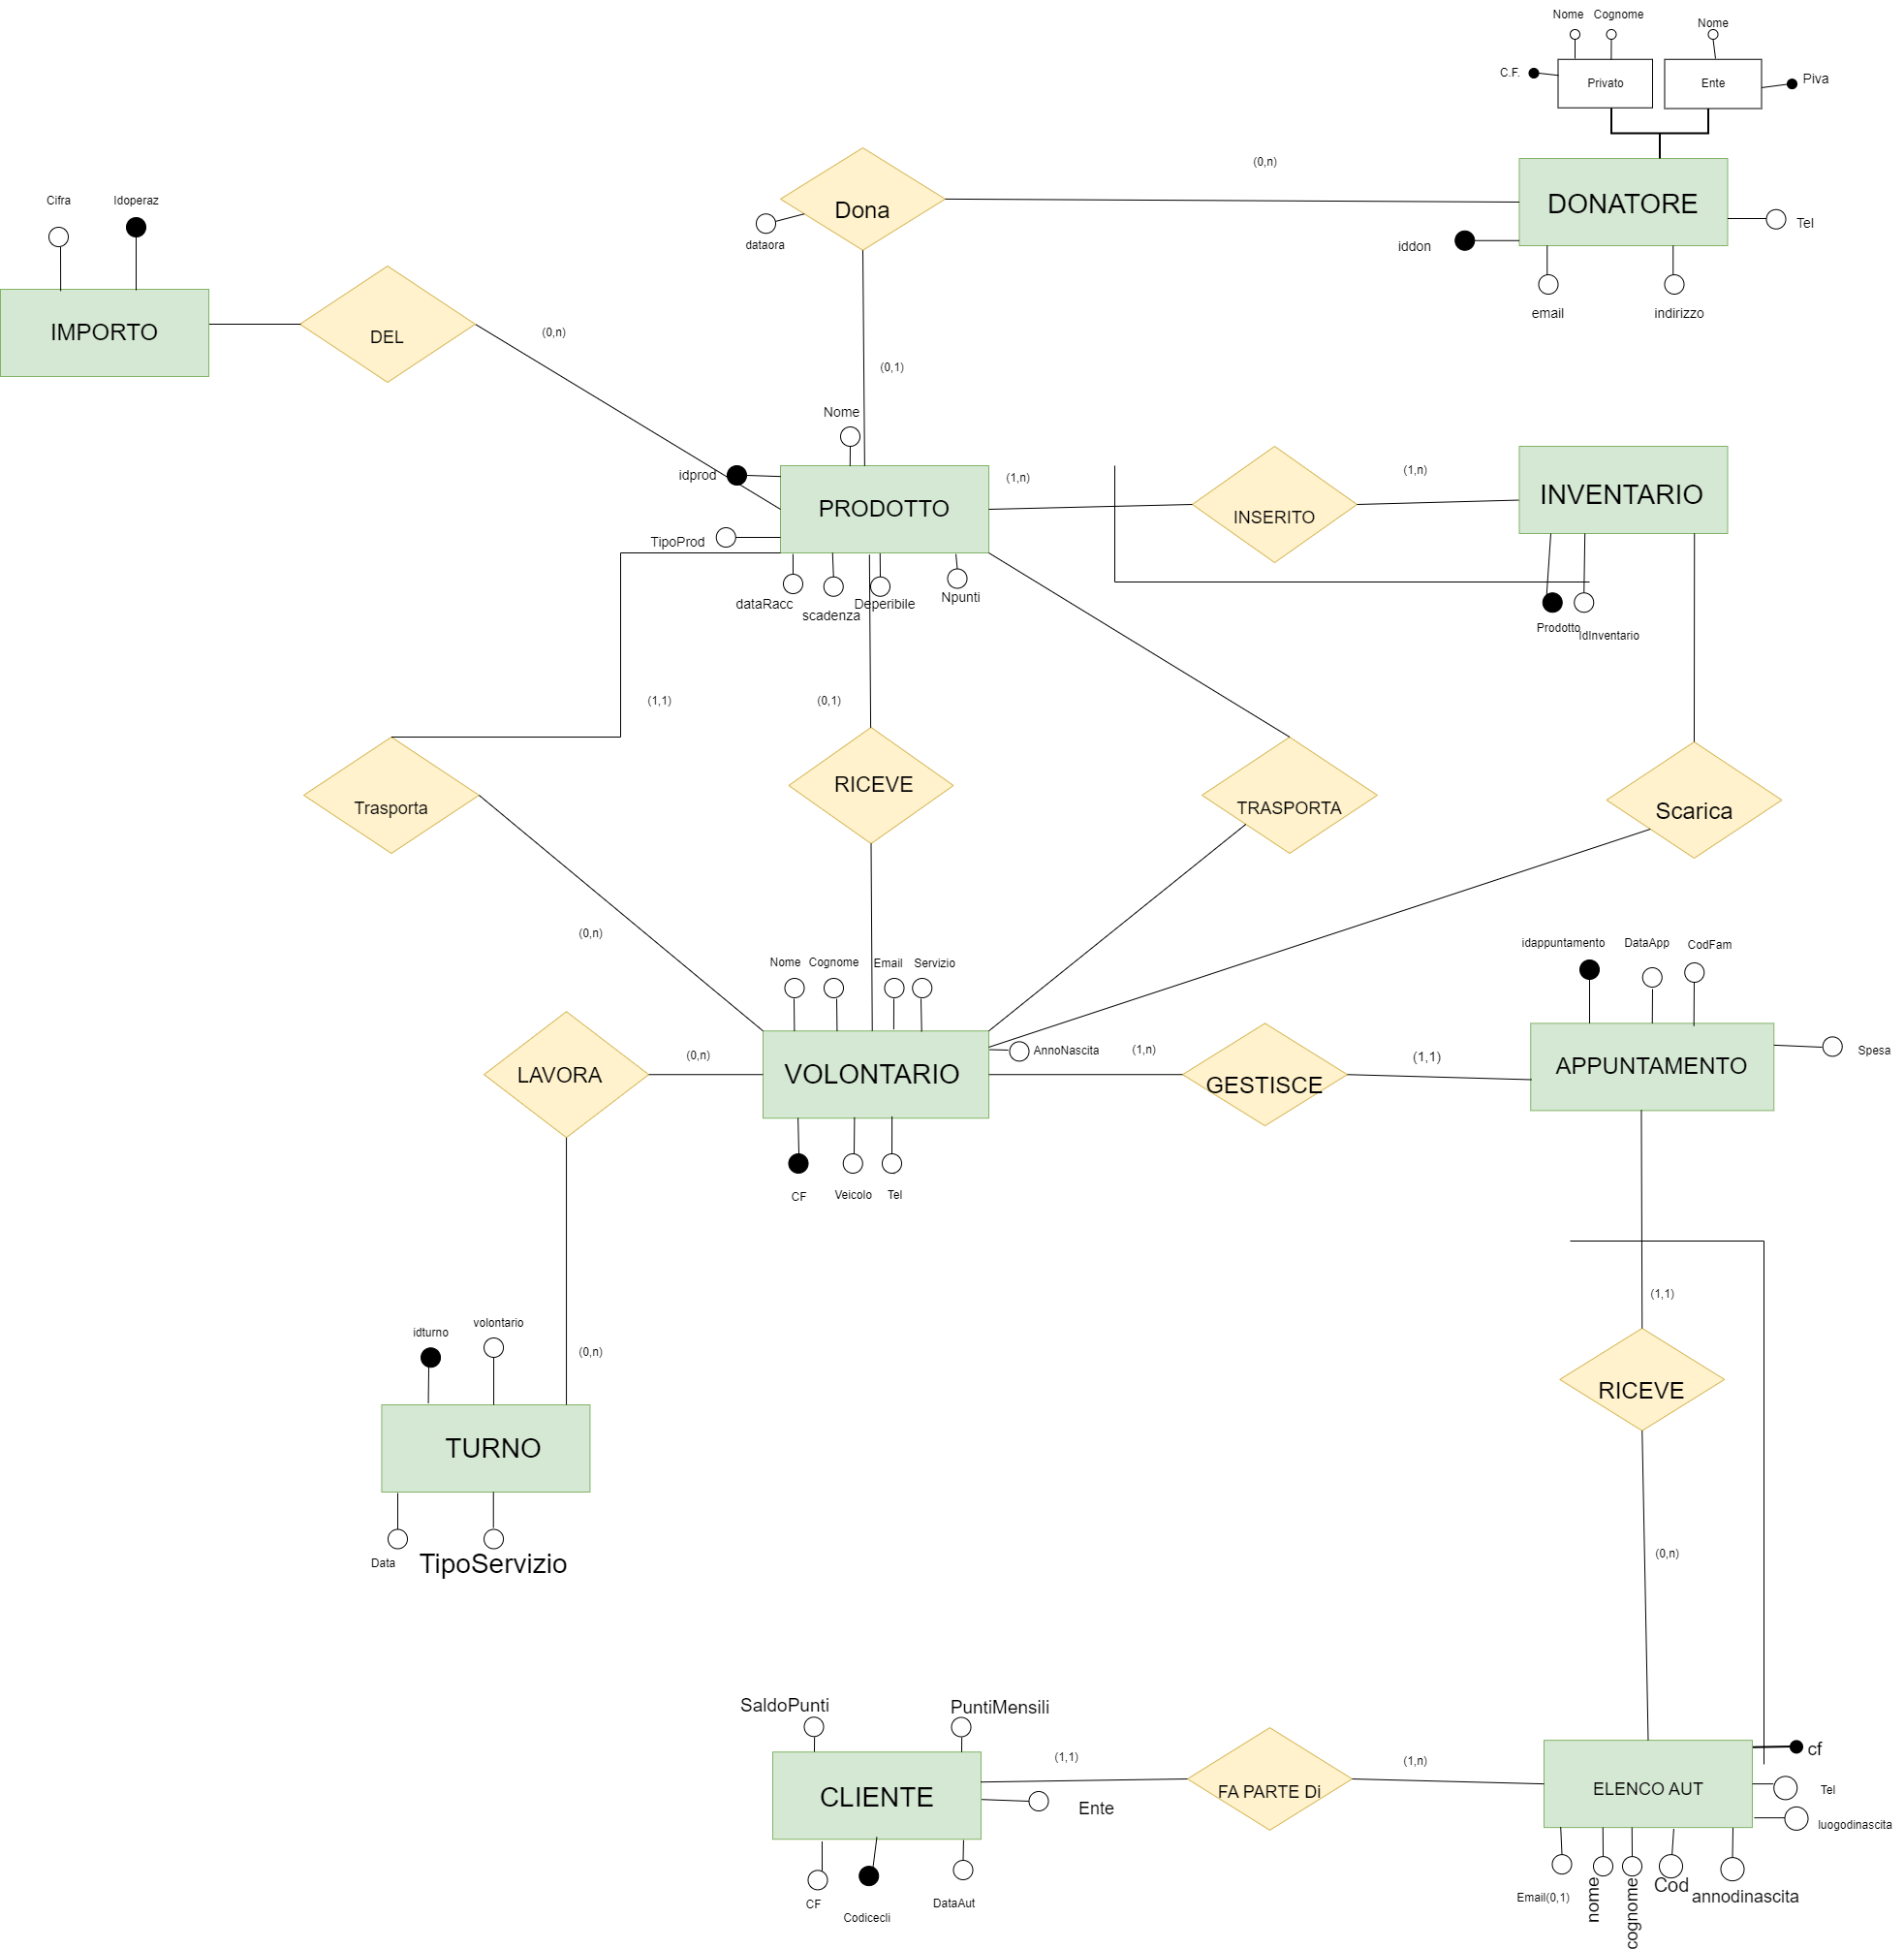 Nome
Cognome
Nome
C.F.
Privato
Ente
Piva
(0,n)
Cifra
Idoperaz
Dona
DONATORE
dataora
iddon
Tel
email
indirizzo
IMPORTO
DEL
(0,n)
(0,1)
Nome
idprod
PRODOTTO
(1,n)
INSERITO
(1,n)
INVENTARIO
TipoProd
dataRacc
scadenza
Deperibile
Npunti
Prodotto
IdInventario
(1,1)
(0,1)
Trasporta
RICEVE
TRASPORTA
Scarica
(0,n)
Nome
Cognome
Email
Servizio
idappuntamento
DataApp
CodFam
LAVORA
(0,n)
VOLONTARIO
AnnoNascita
(1,n)
GESTISCE
(1,1)
APPUNTAMENTO
Spesa
CF
Veicolo
Tel
(1,1)
idturno
volontario
(0,n)
RICEVE
TURNO
Data
TipoServizio
(0,n)
SaldoPunti
PuntiMensili
CLIENTE
(1,1)
Ente
FA PARTE Di
(1,n)
ELENCO AUT
cf
Tel
luogodinascita
CF
Codicecli
DataAut
Email(0,1)
nome
cognome
Cod
annodinascita